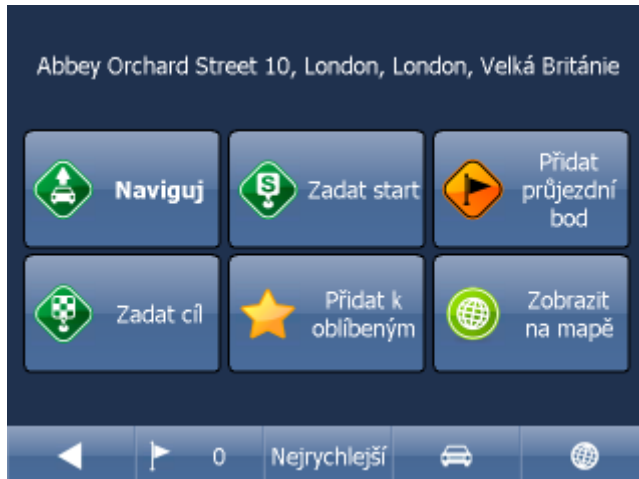 Abbey Orchard Street 10, London, London, Velká Británie
Naviguj
S
Zadat start
Přidat
průjezdní
bod
Zadat cíl
Přidat k
oblíbeným
Zobrazit
na mapě
0
Nejrychlejší